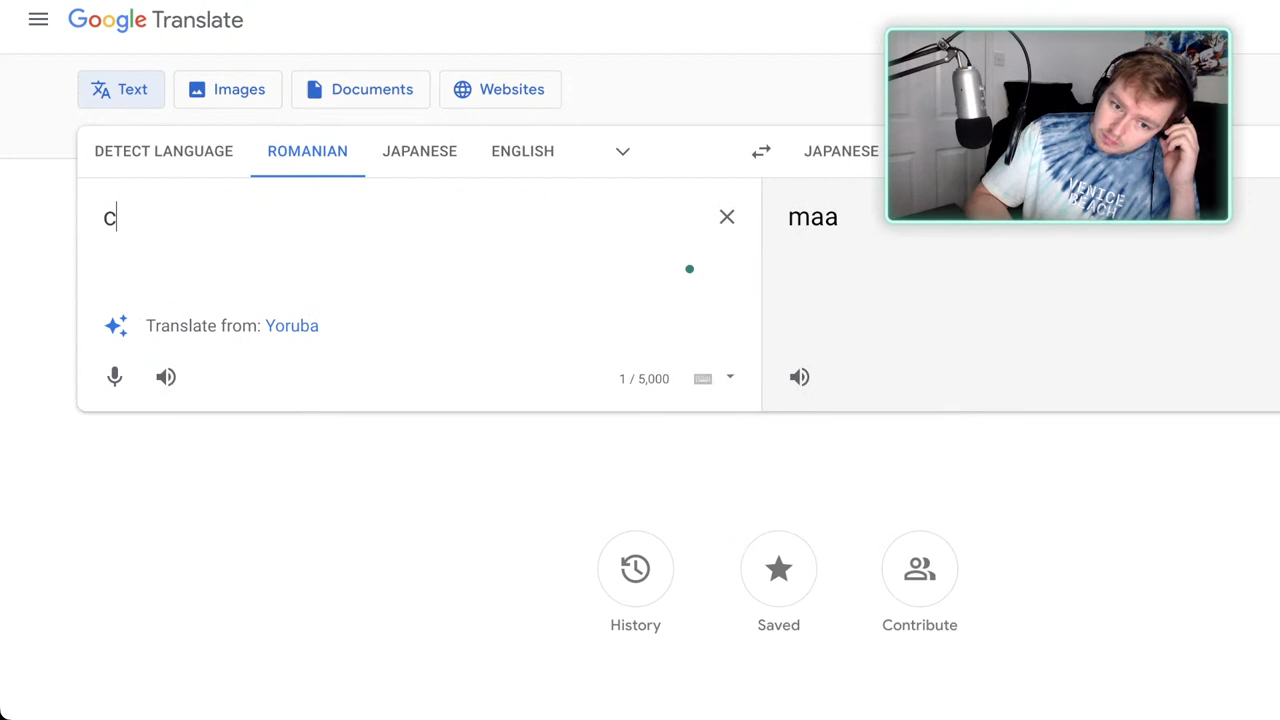 Google Translate
Text Images Documents Websites
DETECT LANGUAGE ROMANIAN JAPANESE ENGLISH JAPANESE
c maa
Translate from: Yoruba
1 / 5,000
History Saved Contribute
VENICE
BEACH